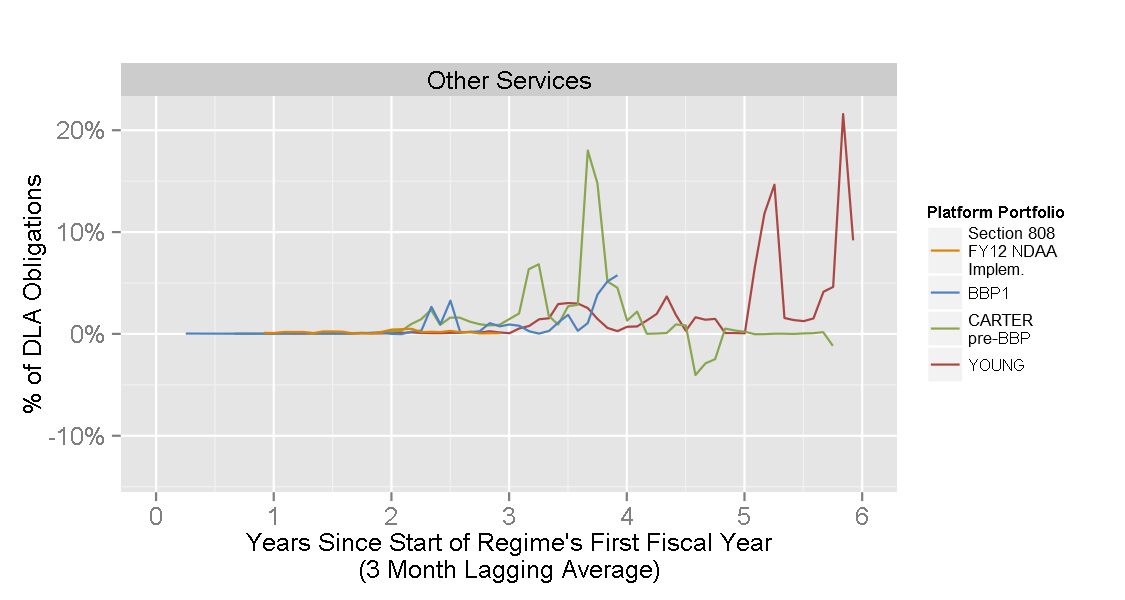 Other Services
% of DLA Obligations
20%
10%
0%
-10%
0 1 2 3 4 5 6
Years Since Start of Regime's First Fiscal Year
(3 Month Lagging Average)
Platform Portfolio
Section 808
FY12 NDAA
Implem.
BBP1
CARTER
pre-BBP
YOUNG